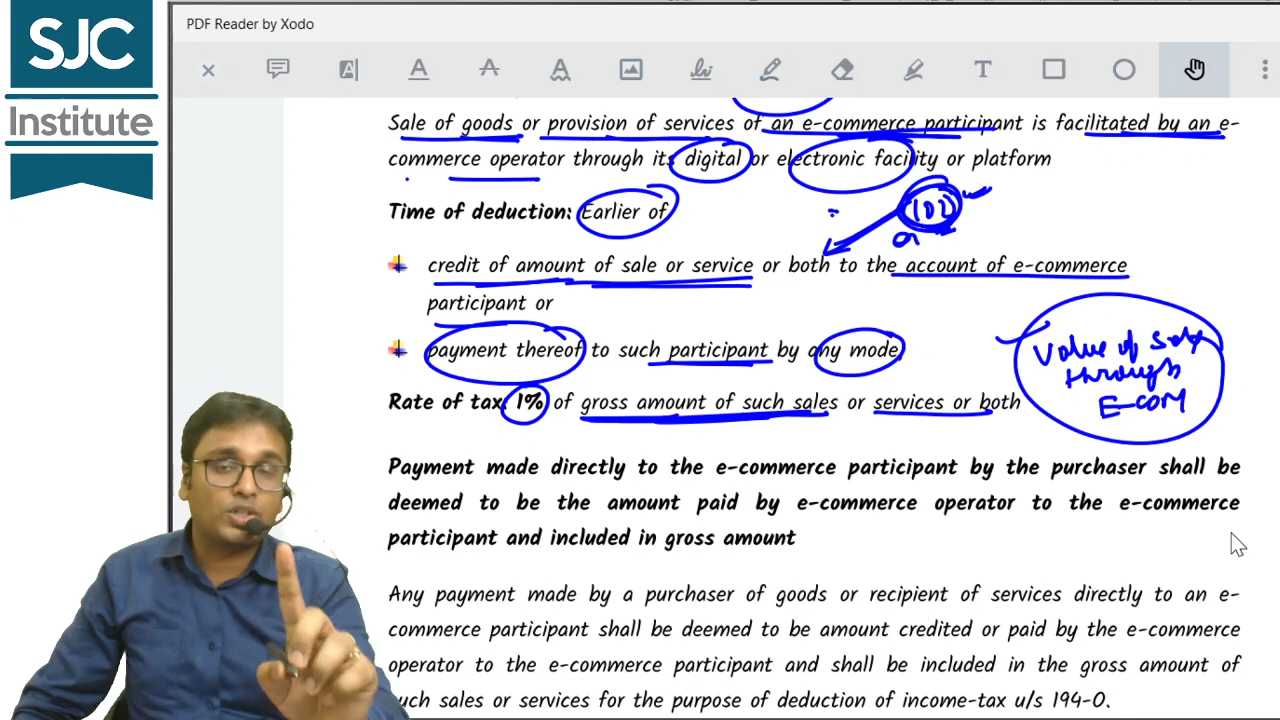 SJC
Institute
PDF Reader by Xodo
Sale of goods or provision of services of an e-commerce participant is facilitated by an e-
commerce operator through its digital or electronic facility or platform
Time of deduction: Earlier of
credit of amount of sale or service or both to the account of e-commerce
participant or
payment thereof to such participant by any mode
Value of sales
through
E-COM
Rate of tax: 1% of gross amount of such sales or services or both
Payment made directly to the e-commerce participant by the purchaser shall be
deemed to be the amount paid by e-commerce operator to the e-commerce
participant and included in gross amount
Any payment made by a purchaser of goods or recipient of services directly to an e-
commerce participant shall be deemed to be amount credited or paid by the e-commerce
operator to the e-commerce participant and shall be included in the gross amount of
such sales or services for the purpose of deduction of income-tax u/s 194-O.